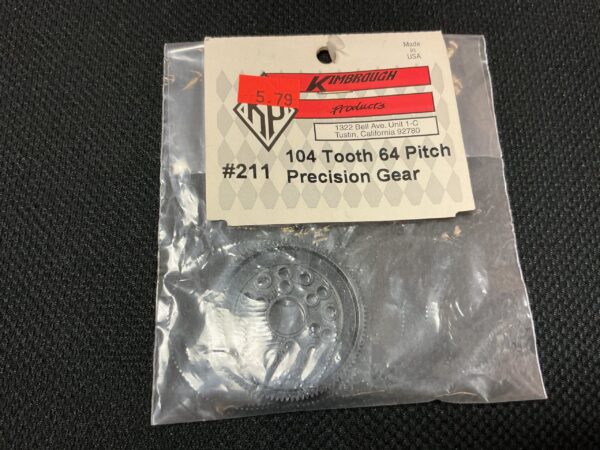 Made
in
USA
KIMBROUGH
5.79
KP
Products
1322 Bell Ave. Unit 1-C
Tustin, California 92780
#211
104 Tooth 64 Pitch
Precision Gear